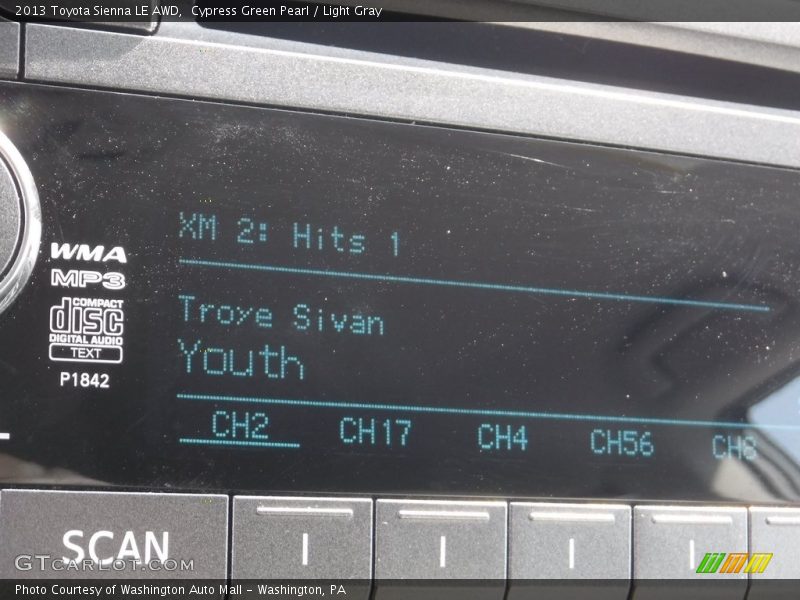 2013 Toyota Sienna LE AWD, Cypress Green Pearl / Light Gray
XM 2: Hits 1
WMA
MP3
COMPACT
disc
DIGITAL AUDIO
TEXT
P1842
Troye Sivan
Youth
CH2 CH17 CH4 CH56 CH8
SCAN
GTCARLOT.COM
Photo Courtesy of Washington Auto Mall - Washington, PA